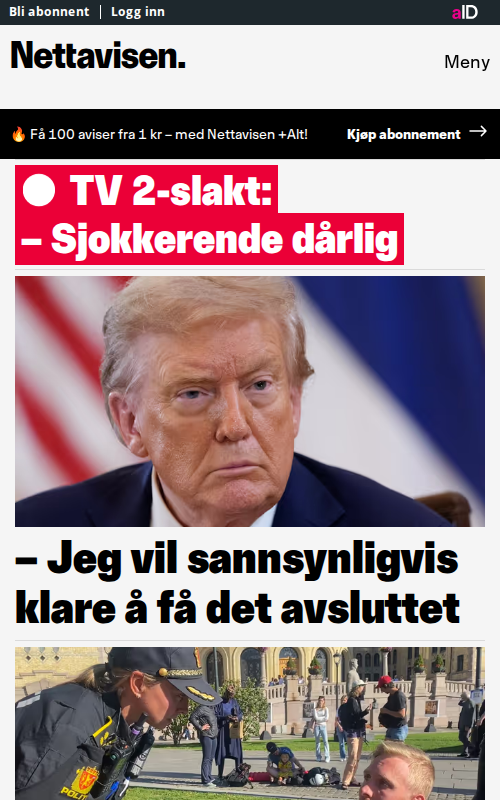 Bli abonnent | Logg inn
aID
Nettavisen.
Meny
🔥 Få 100 aviser fra 1 kr – med Nettavisen +Alt!
Kjøp abonnement →
TV 2-slakt:
– Sjokkerende dårlig
– Jeg vil sannsynligvis
klare å få det avsluttet